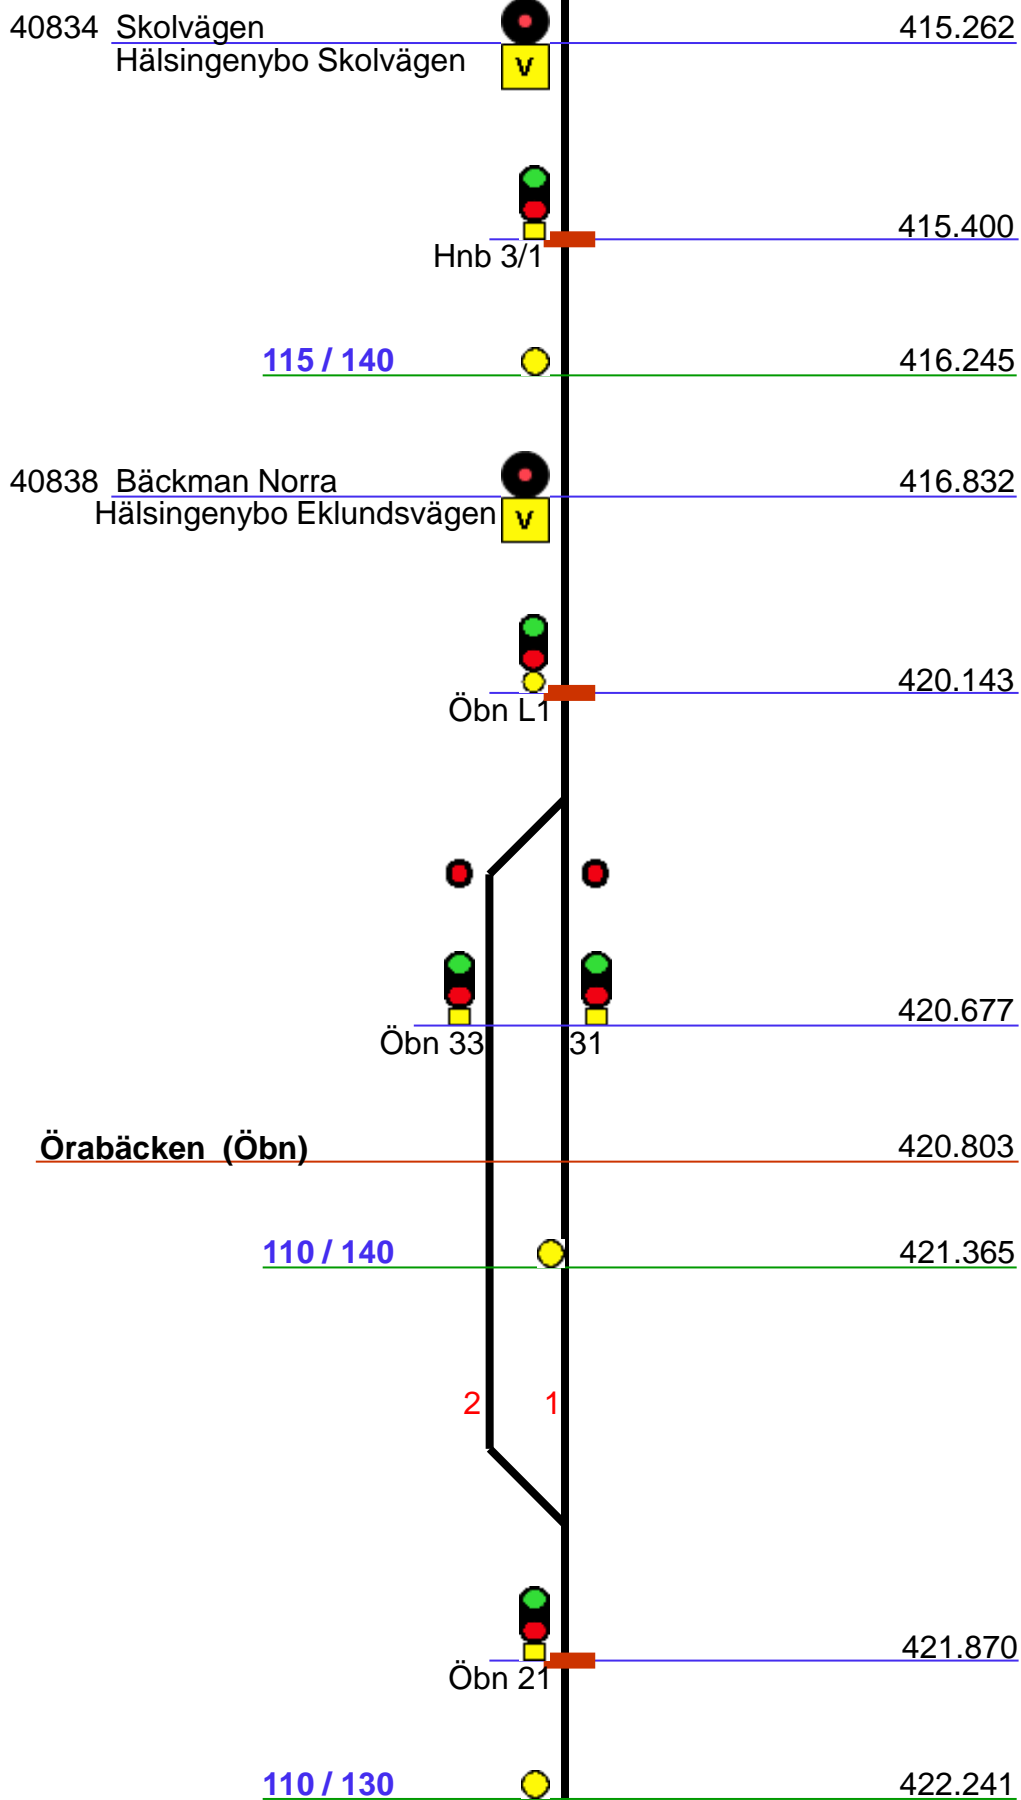 40834 Skolvägen 415.262
Hälsingenybo Skolvägen
V
415.400
Hnb 3/1
115 / 140 416.245
40838 Bäckman Norra 416.832
Hälsingenybo Eklundsvägen V
420.143
Öbn L1
420.677
Öbn 33 31
Örabäcken (Öbn) 420.803
110 / 140 421.365
2 1
421.870
Öbn 21
110 / 130 422.241